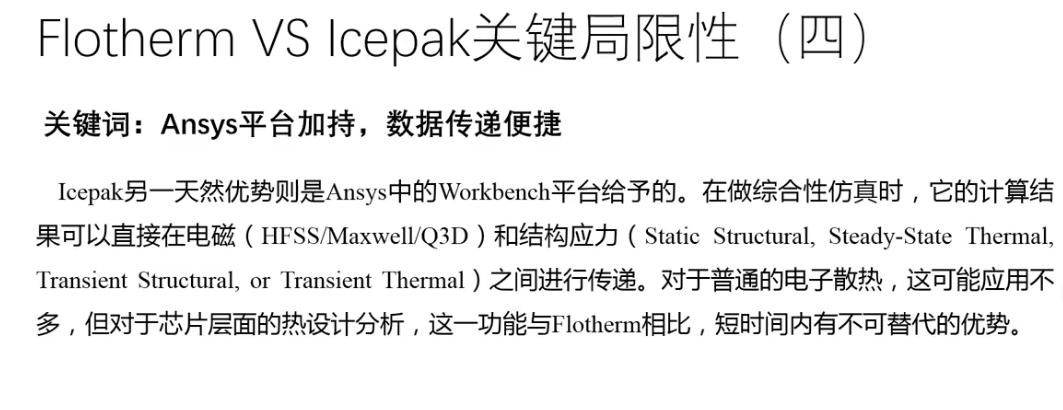 Flotherm VS Icepak关键局限性（四）
关键词：Ansys平台加持，数据传递便捷
Icepak另一天然优势则是Ansys中的Workbench平台给予的。在做综合性仿真时，它的计算结
果可以直接在电磁（HFSS/Maxwell/Q3D）和结构应力（Static Structural, Steady-State Thermal,
Transient Structural, or Transient Thermal）之间进行传递。对于普通的电子散热，这可能应用不
多，但对于芯片层面的热设计分析，这一功能与Flotherm相比，短时间内有不可替代的优势。